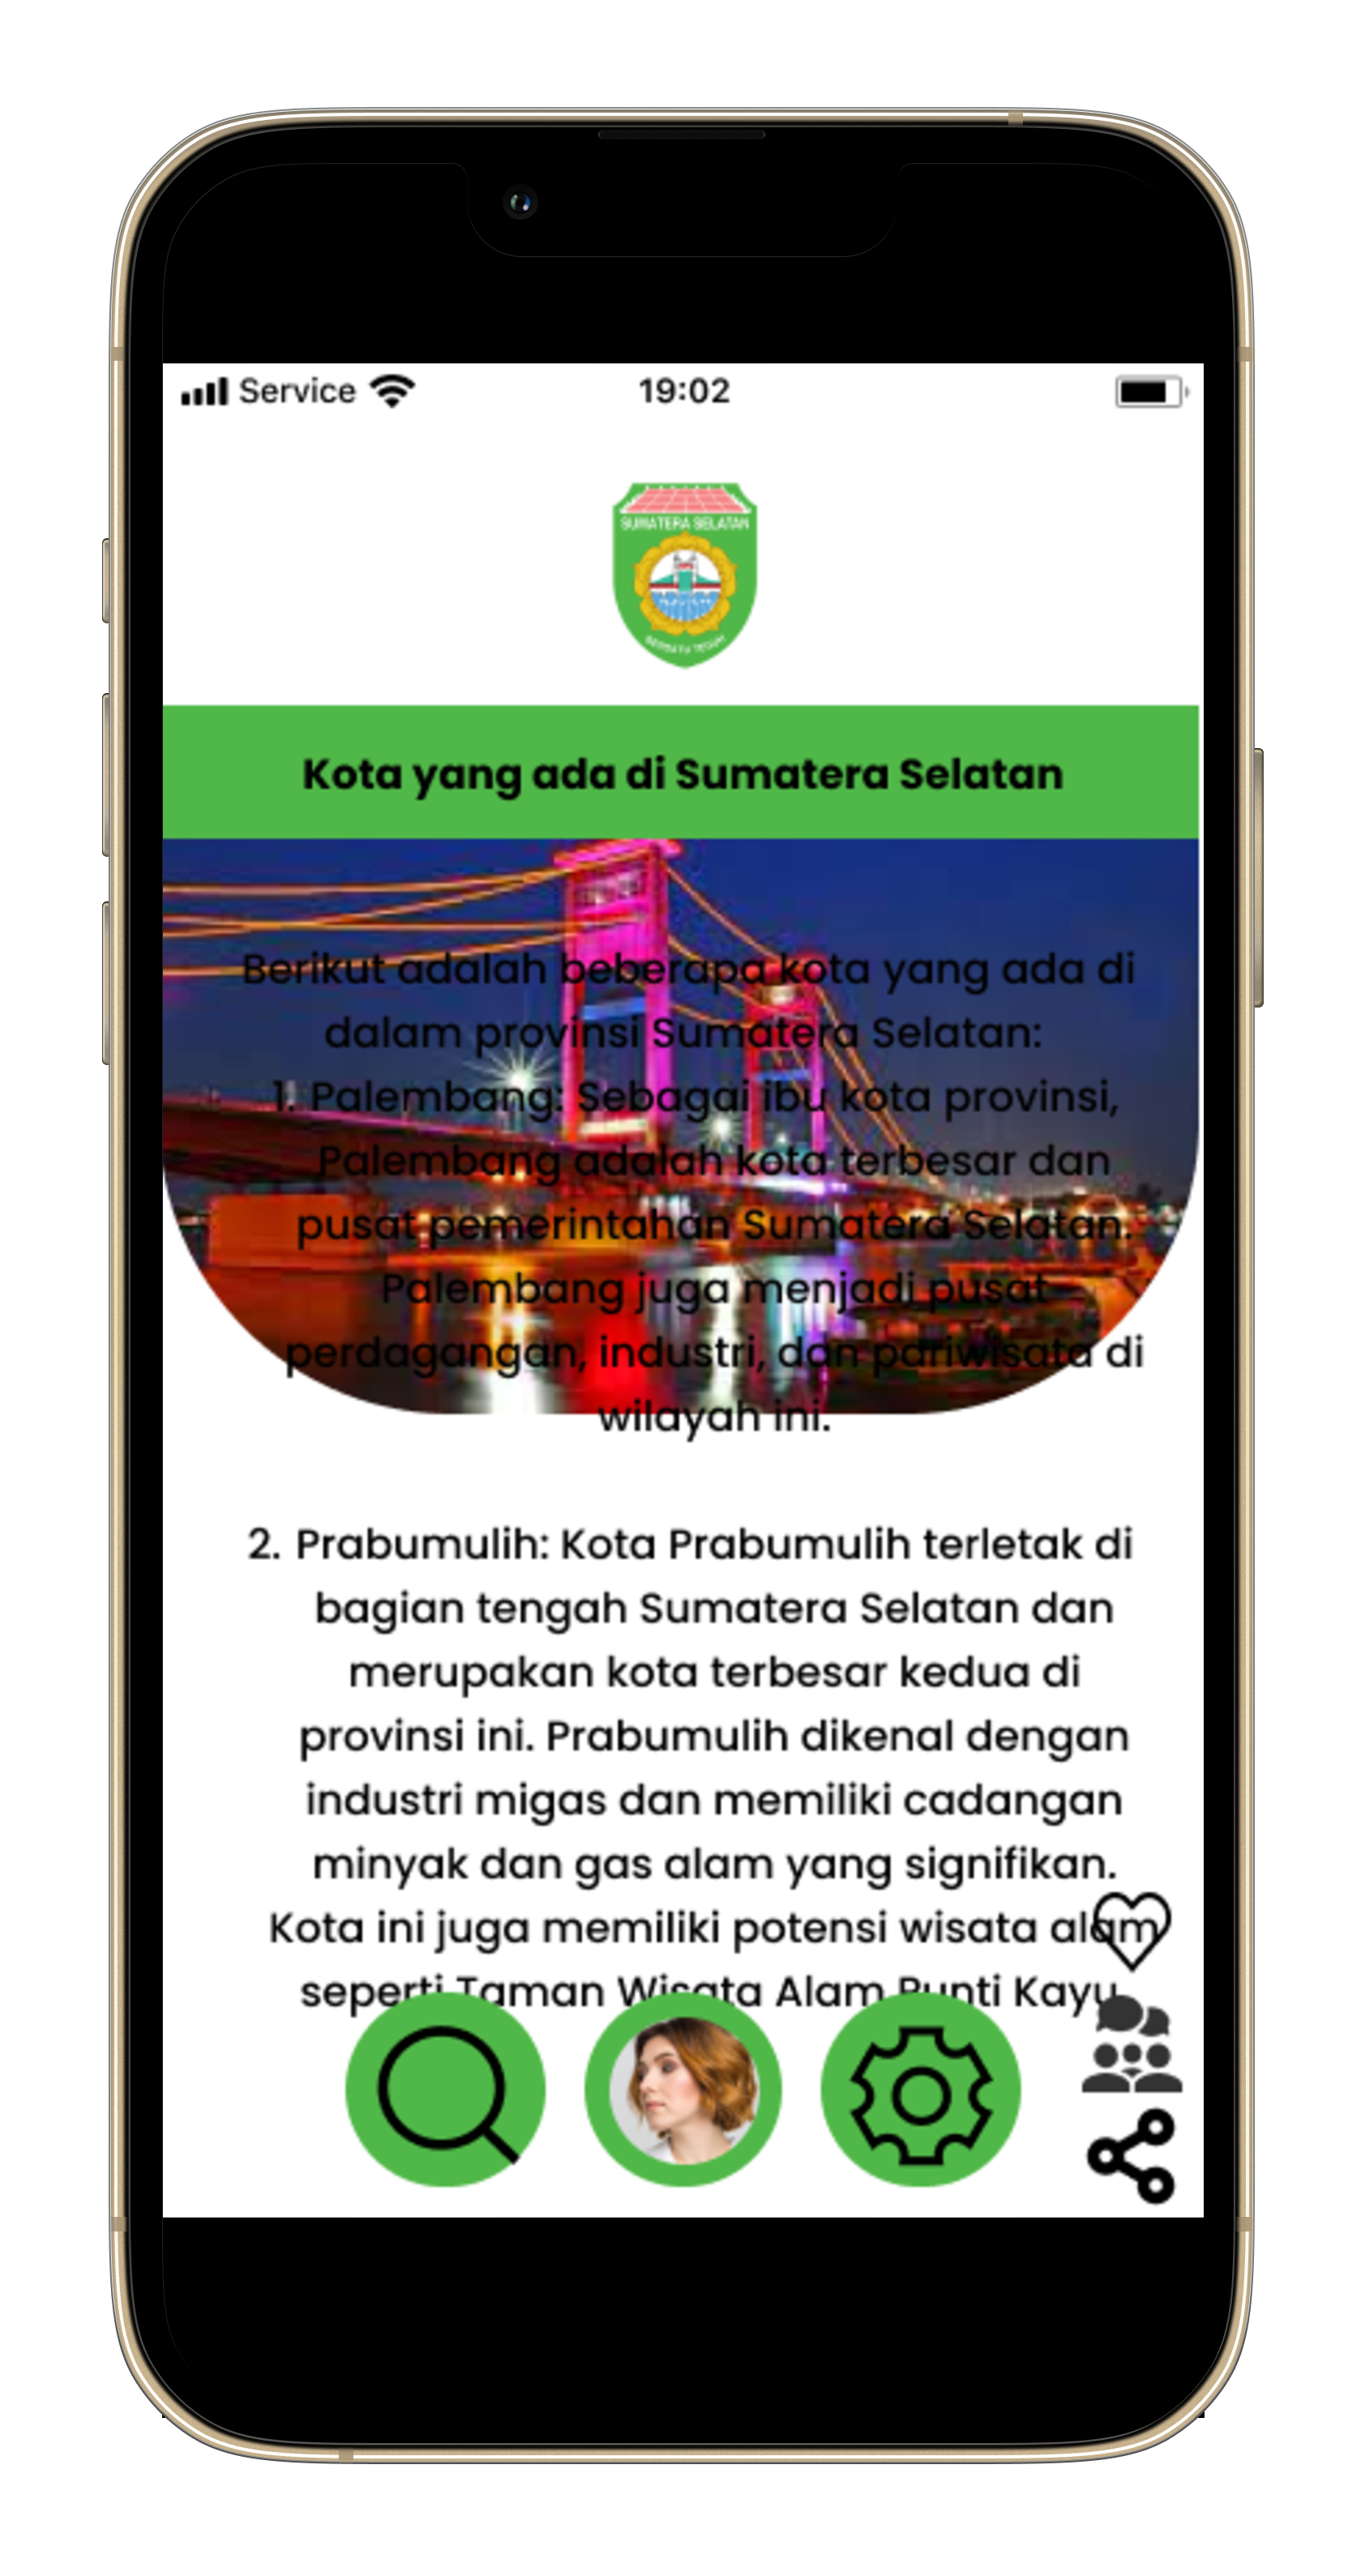 Service
19:02
SUMATERA SELATAN
Kota yang ada di Sumatera Selatan
Berikut adalah beberapa kota yang ada di
dalam provinsi Sumatera Selatan:
1. Palembang: Sebagai ibu kota provinsi,
Palembang adalah kota terbesar dan
pusat pemerintahan Sumatera Selatan.
Palembang juga menjadi pusat
perdagangan, industri, dan pariwisata di
wilayah ini.
2. Prabumulih: Kota Prabumulih terletak di
bagian tengah Sumatera Selatan dan
merupakan kota terbesar kedua di
provinsi ini. Prabumulih dikenal dengan
industri migas dan memiliki cadangan
minyak dan gas alam yang signifikan.
Kota ini juga memiliki potensi wisata alam
seperti Taman Wisata Alam Punti Kayu